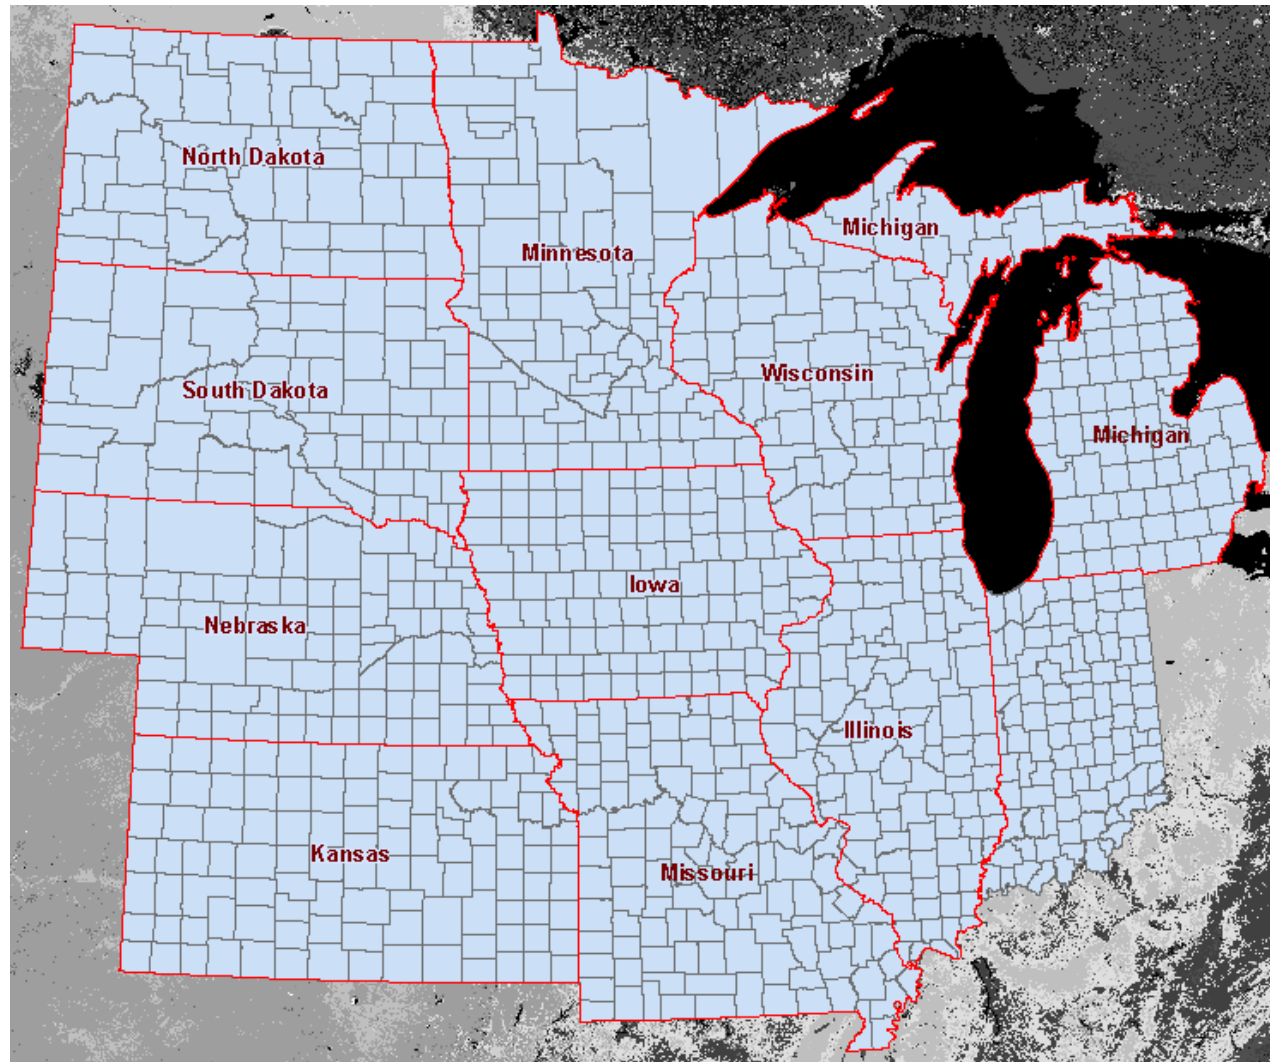 North Dakota
Michigan
Minnesota
Wisconsin
South Dakota
Michigan
Iowa
Nebraska
Illinois
Kansas
Missouri